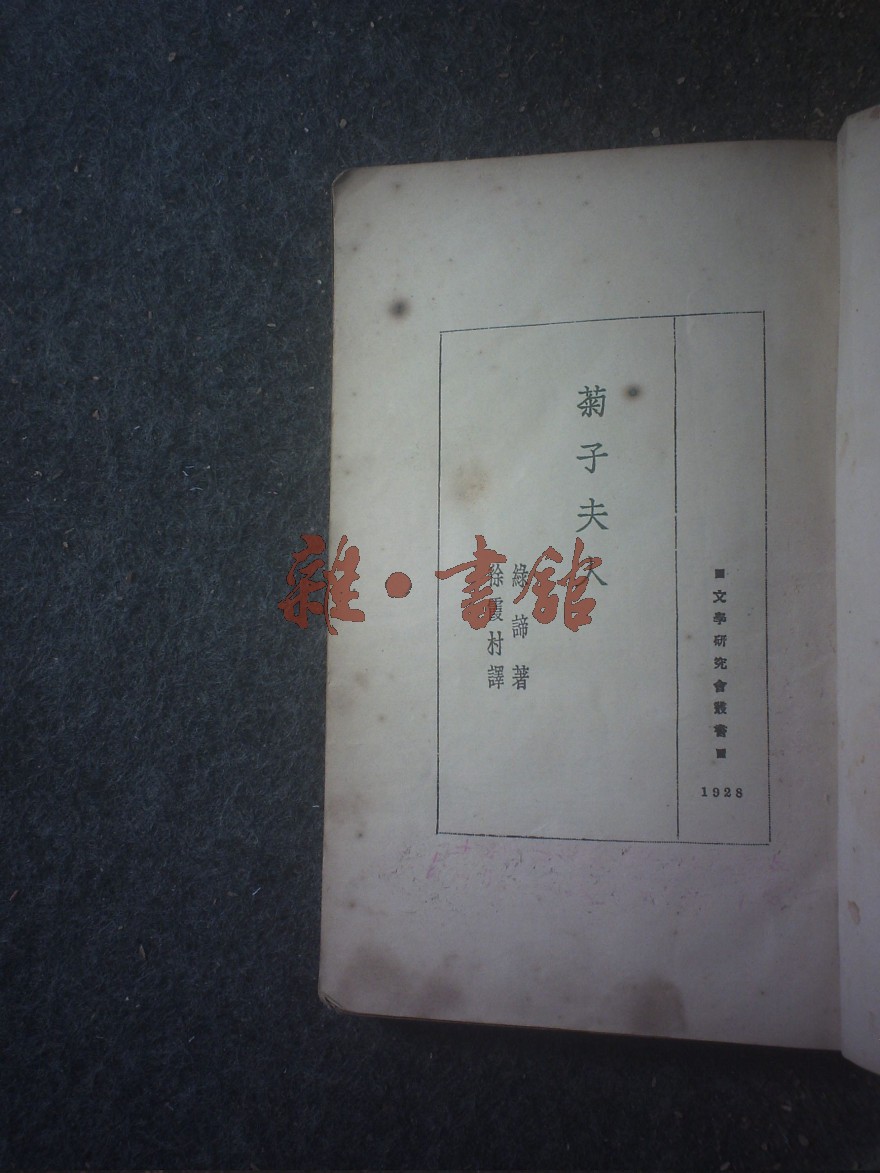 ■文學研究會叢書■
1928
菊子夫人
綠諦著
徐霞村譯
雜·書館